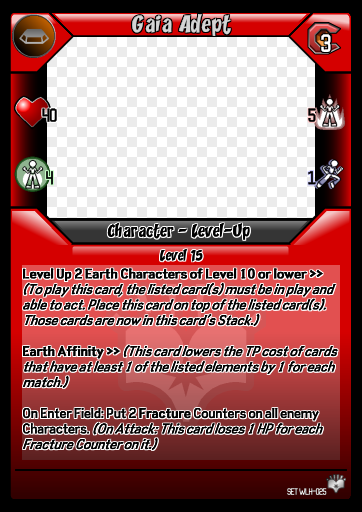 Gaia Adept
3
40
5
4
1
Character - Level-Up
Level 15
Level Up 2 Earth Characters of Level 10 or lower >>
(To play this card, the listed card(s) must be in play and
able to act. Place this card on top of the listed card(s).
Those cards are now in this card's Stack.)
Earth Affinity >> (This card lowers the TP cost of cards
that have at least 1 of the listed elements by 1 for each
match.)
On Enter Field: Put 2 Fracture Counters on all enemy
Characters. (On Attack: This card loses 1 HP for each
Fracture Counter on it.)
SET WLH-025